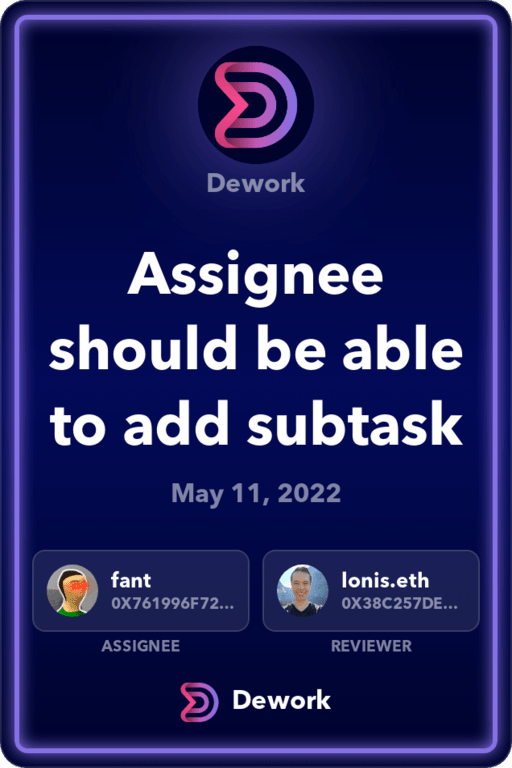 Dework
Assignee
should be able
to add subtask
May 11, 2022
fant
0X761996F72...
lonis.eth
0X38C257DE...
ASSIGNEE
REVIEWER
Dework